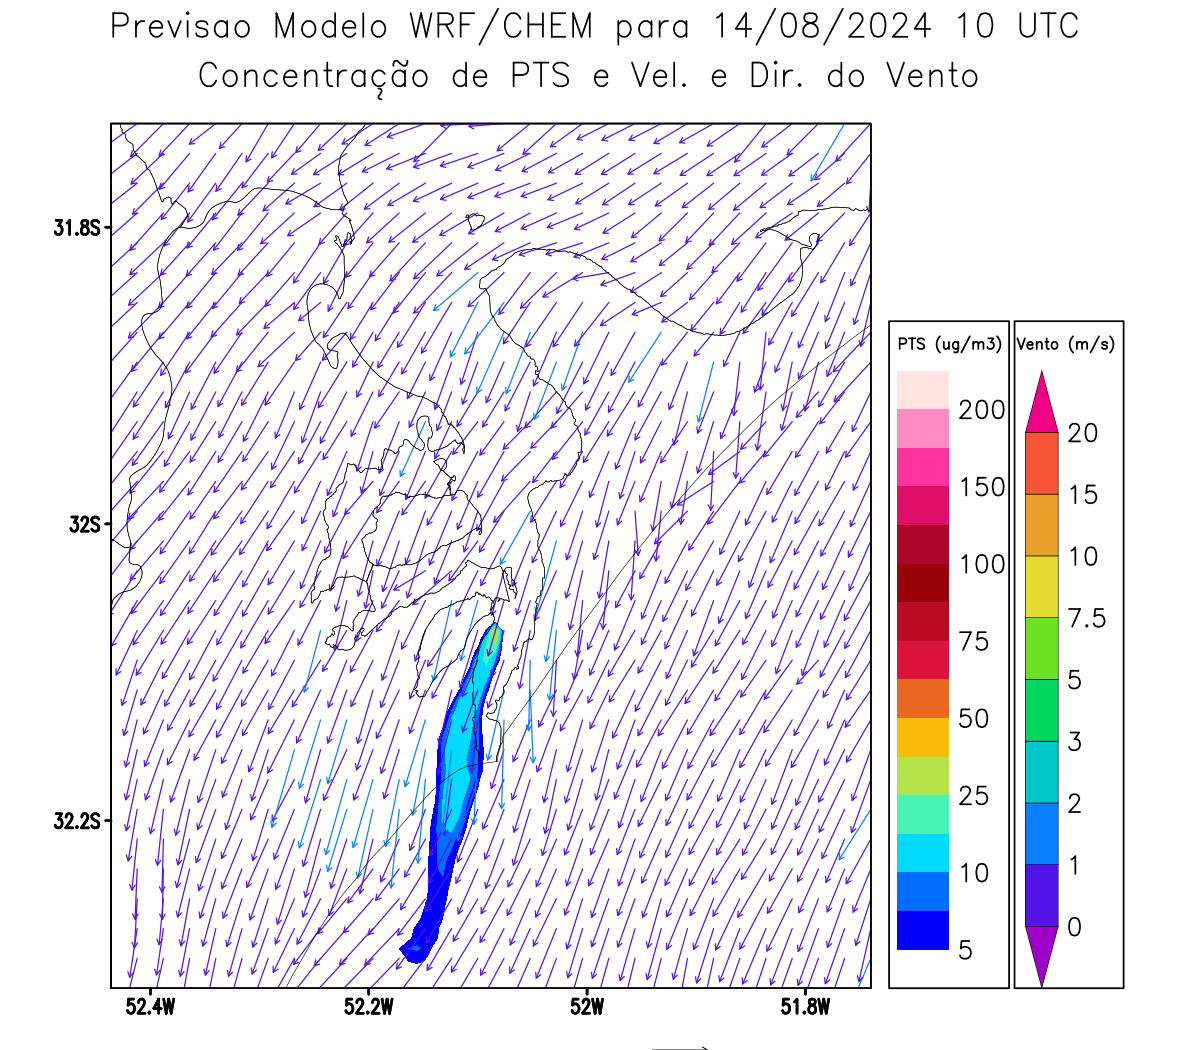 Previsao Modelo WRF/CHEM para 14/08/2024 10 UTC
Concentração de PTS e Vel. e Dir. do Vento
31.8S
32S
32.2S
52.4W 52.2W 52W 51.8W
PTS (ug/m3)
200
150
100
75
50
25
10
5
Vento (m/s)
20
15
10
7.5
5
3
2
1
0